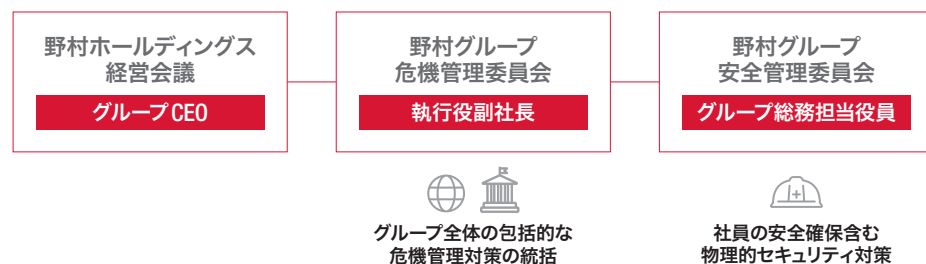 野村ホールディングス
経営会議
グループCEO
野村グループ
危機管理委員会
執行役副社長
野村グループ
安全管理委員会
グループ総務担当役員
グループ全体の包括的な
危機管理対策の統括
社員の安全確保含む
物理的セキュリティ対策